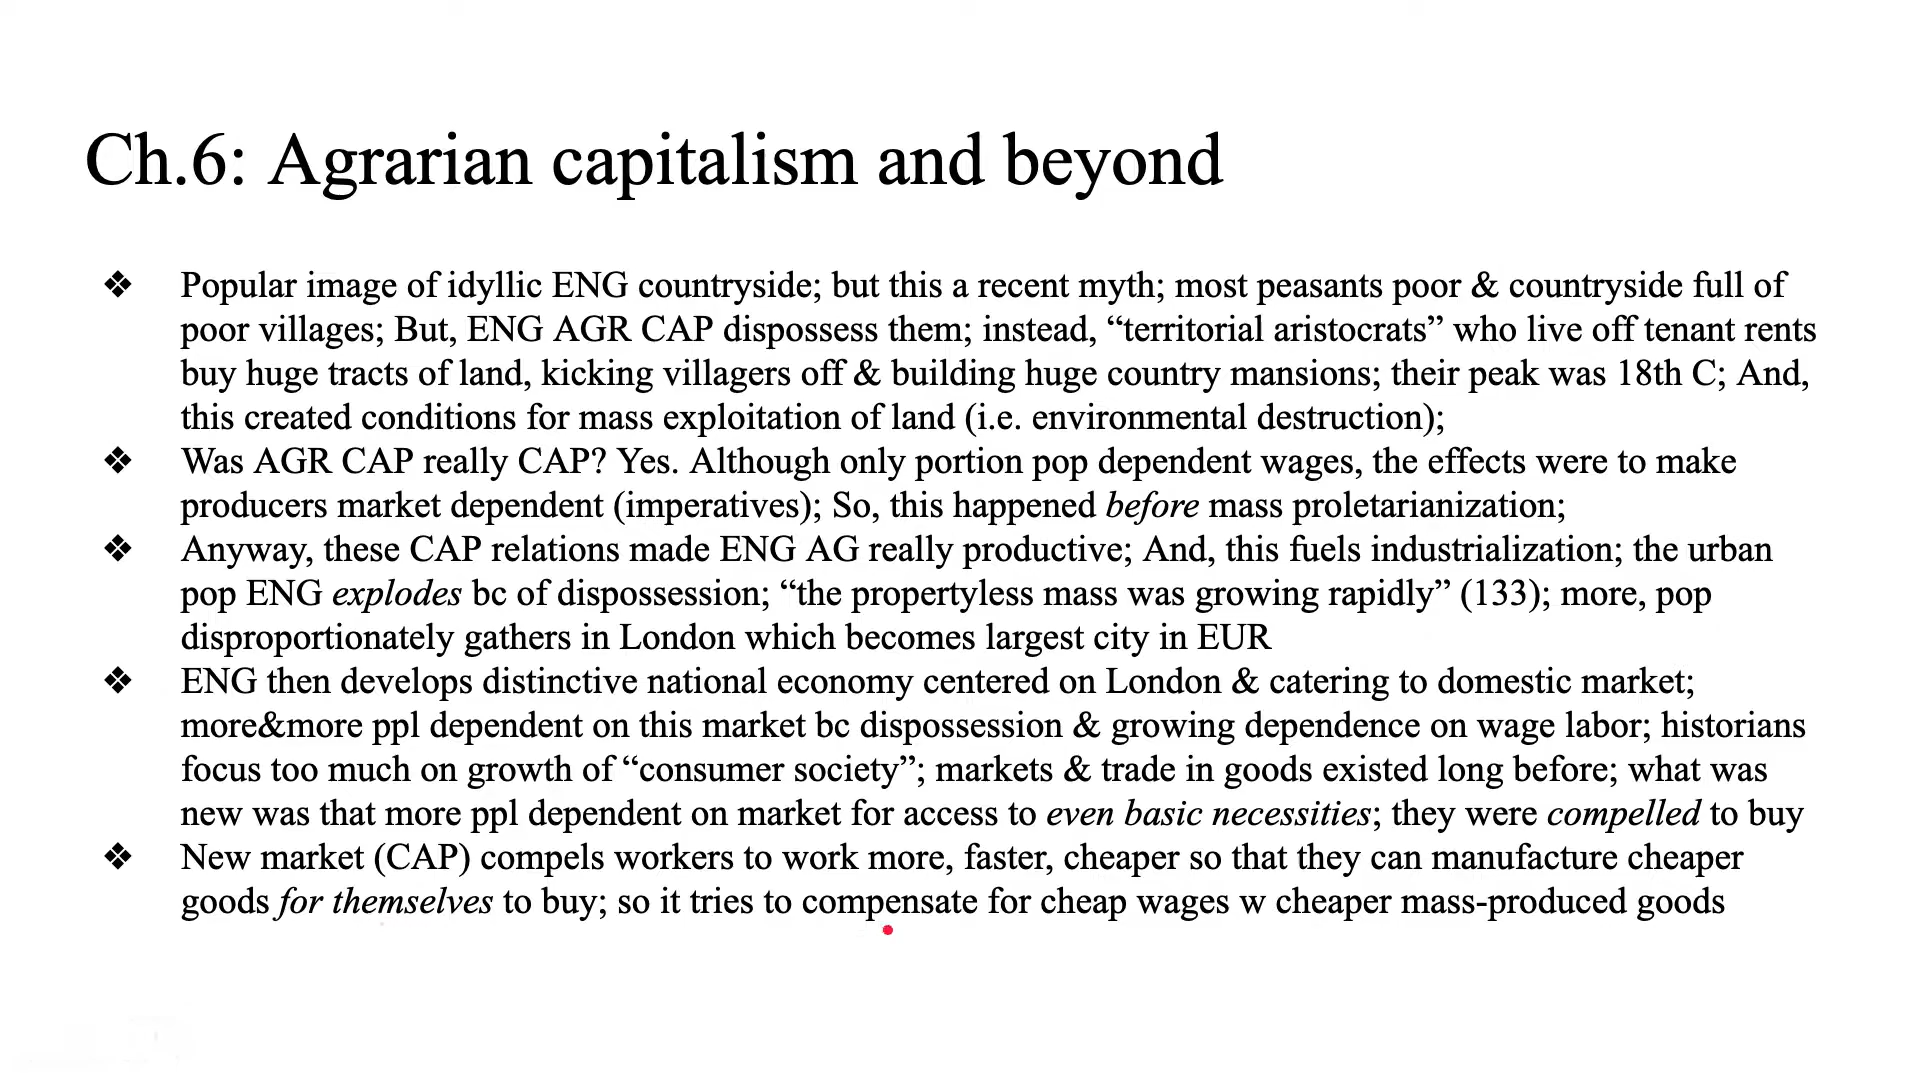 Ch.6: Agrarian capitalism and beyond
❖ Popular image of idyllic ENG countryside; but this a recent myth; most peasants poor & countryside full of
poor villages; But, ENG AGR CAP dispossess them; instead, “territorial aristocrats” who live off tenant rents
buy huge tracts of land, kicking villagers off & building huge country mansions; their peak was 18th C; And,
this created conditions for mass exploitation of land (i.e. environmental destruction);
❖ Was AGR CAP really CAP? Yes. Although only portion pop dependent wages, the effects were to make
producers market dependent (imperatives); So, this happened before mass proletarianization;
❖ Anyway, these CAP relations made ENG AG really productive; And, this fuels industrialization; the urban
pop ENG explodes bc of dispossession; “the propertyless mass was growing rapidly” (133); more, pop
disproportionately gathers in London which becomes largest city in EUR
❖ ENG then develops distinctive national economy centered on London & catering to domestic market;
more&more ppl dependent on this market bc dispossession & growing dependence on wage labor; historians
focus too much on growth of “consumer society”; markets & trade in goods existed long before; what was
new was that more ppl dependent on market for access to even basic necessities; they were compelled to buy
❖ New market (CAP) compels workers to work more, faster, cheaper so that they can manufacture cheaper
goods for themselves to buy; so it tries to compensate for cheap wages w cheaper mass-produced goods